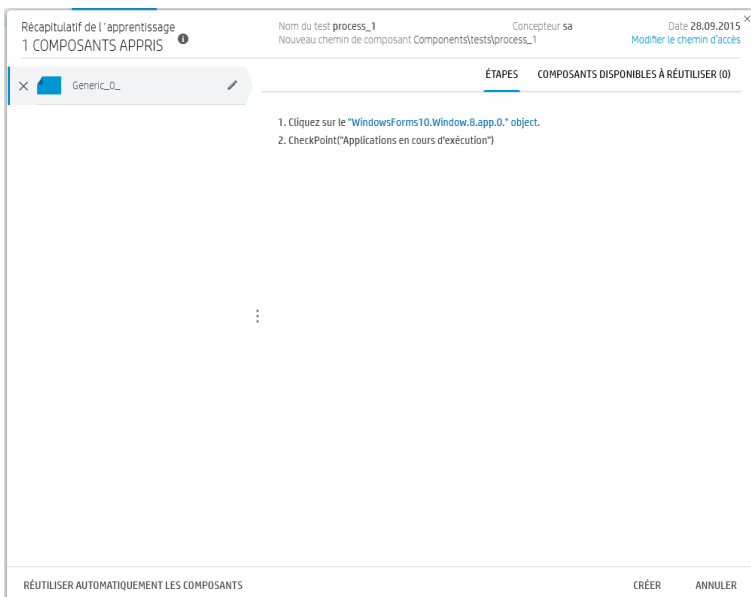 Récapitulatif de l´apprentissage
1 COMPOSANTS APPRIS
Nom du test process_1 Concepteur sa Date 28.09.2015
Nouveau chemin de composant Components\tests\process_1 Modifier le chemin d'accès
Generic_0_
ÉTAPES COMPOSANTS DISPONIBLES À RÉUTILISER (0)
1. Cliquez sur le "WindowsForms10.Window.8.app.0." object.
2. CheckPoint("Applications en cours d'exécution")
RÉUTILISER AUTOMATIQUEMENT LES COMPOSANTS CRÉER ANNULER